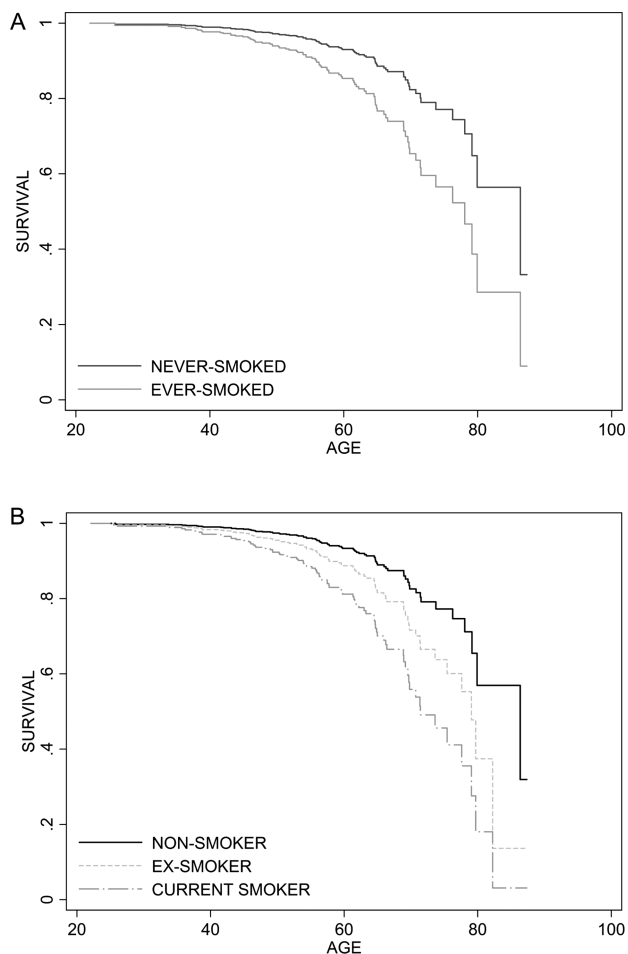 A
1
.8
.6
.4
.2
0
SURVIVAL
NEVER-SMOKED
EVER-SMOKED
20 40 60 80 100
AGE
B
1
.8
.6
.4
.2
0
SURVIVAL
NON-SMOKER
EX-SMOKER
CURRENT SMOKER
20 40 60 80 100
AGE